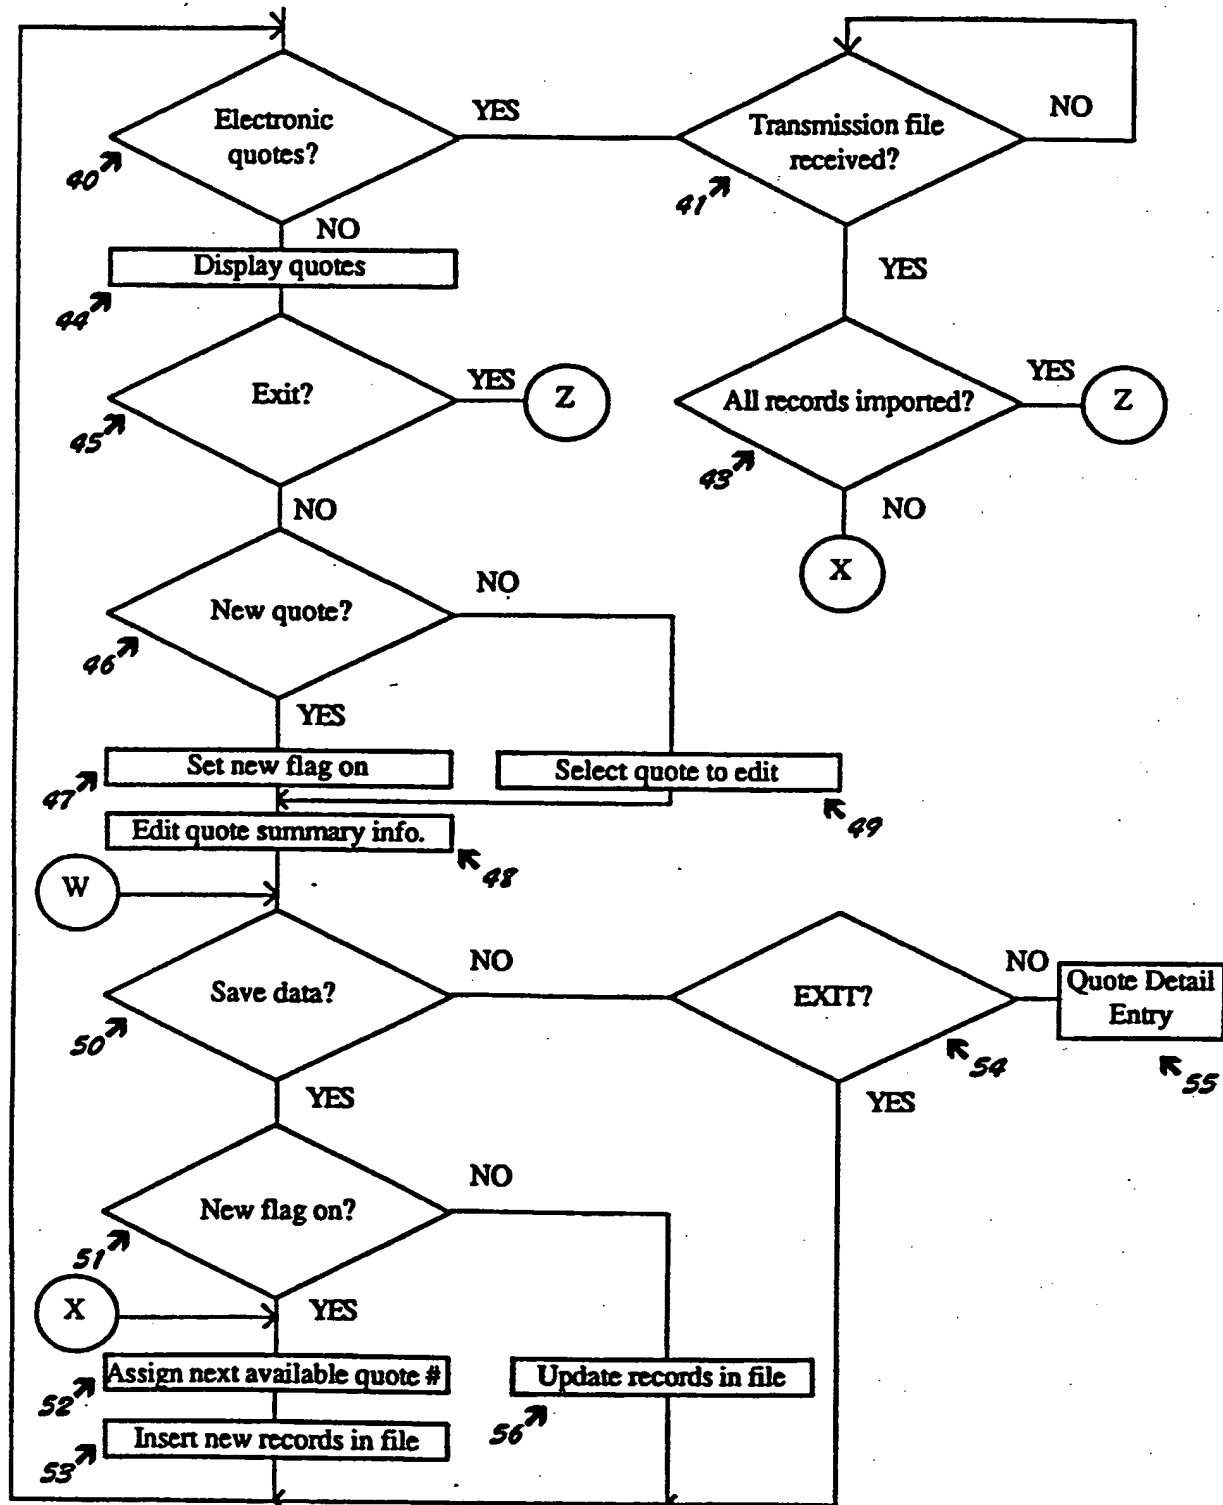 Electronic
quotes?
YES
40
Transmission file
received?
NO
41
NO
Display quotes
44
YES
Exit?
YES
Z
45
All records imported?
YES
Z
43
NO
NO
X
New quote?
NO
46
YES
Set new flag on
47
Select quote to edit
49
Edit quote summary info.
48
W
Save data?
NO
50
EXIT?
NO
54
Quote Detail
Entry
55
YES
YES
New flag on?
NO
51
X
YES
Assign next available quote #
52
Update records in file
56
Insert new records in file
53